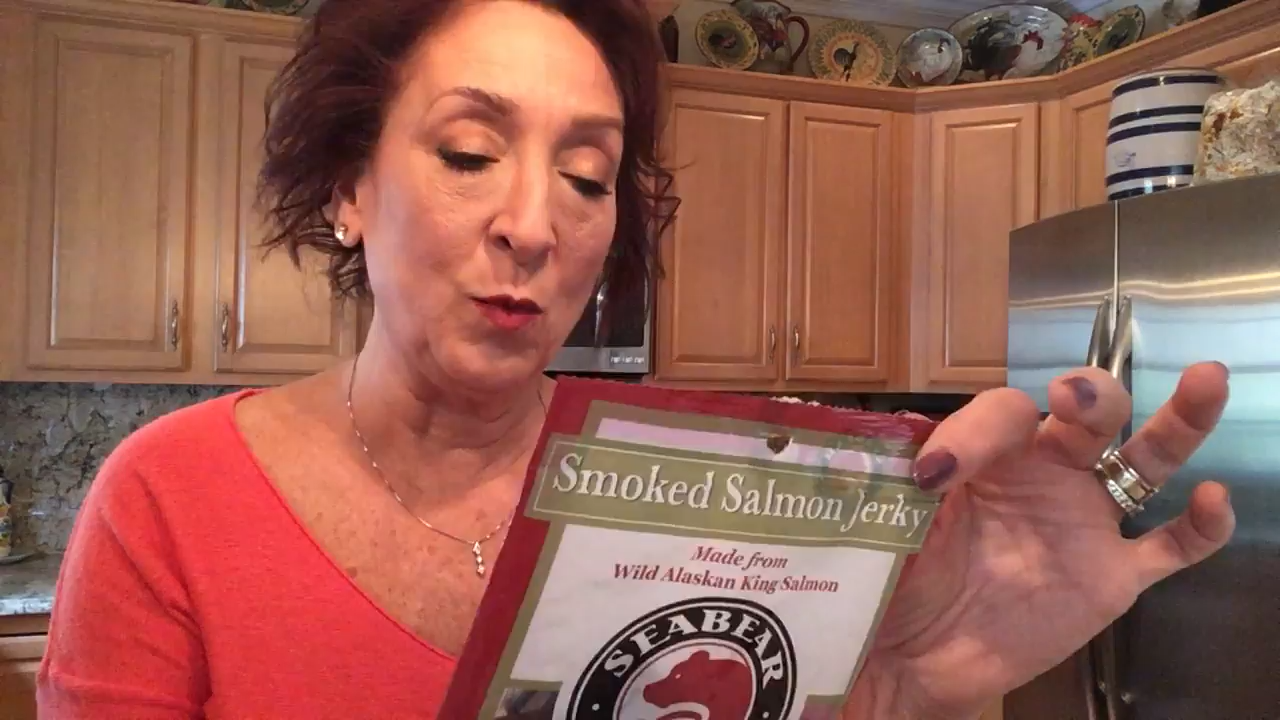 Smoked Salmon Jerky
Made from
Wild Alaskan King Salmon
SEABEAR